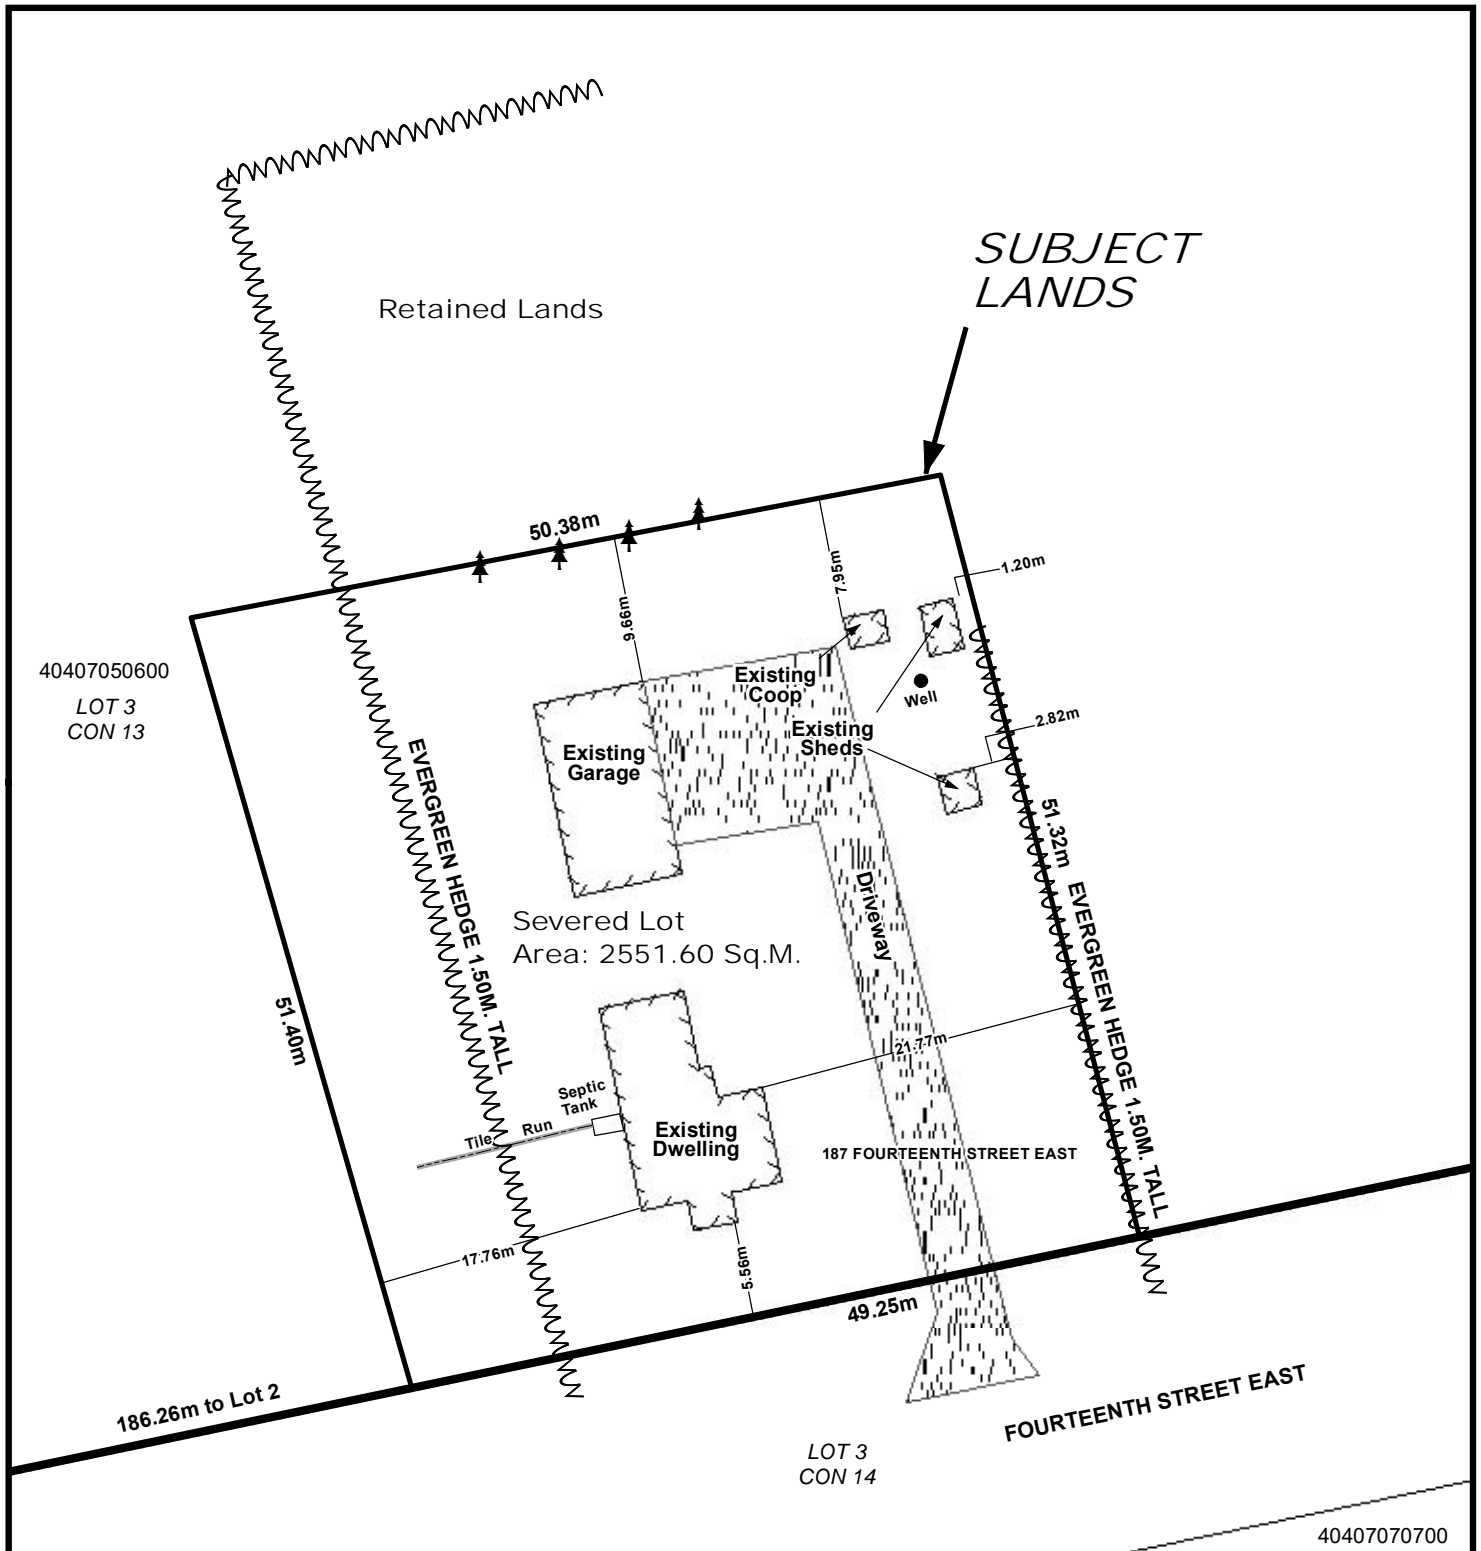 SUBJECT
LANDS
Retained Lands
50.38m
9.69m
7.95m
1.20m
40407050600
LOT 3
CON 13
Existing
Coop
Well
Existing
Sheds
2.82m
Existing
Garage
EVERGREEN HEDGE 1.50M. TALL
51.32m
EVERGREEN HEDGE 1.50M. TALL
Driveway
Severed Lot
Area: 2551.60 Sq.M.
51.40m
21.77m
Septic
Tank
Tile Run
Existing
Dwelling
187 FOURTEENTH STREET EAST
17.76m
5.56m
49.25m
186.26m to Lot 2
FOURTEENTH STREET EAST
LOT 3
CON 14
40407070700